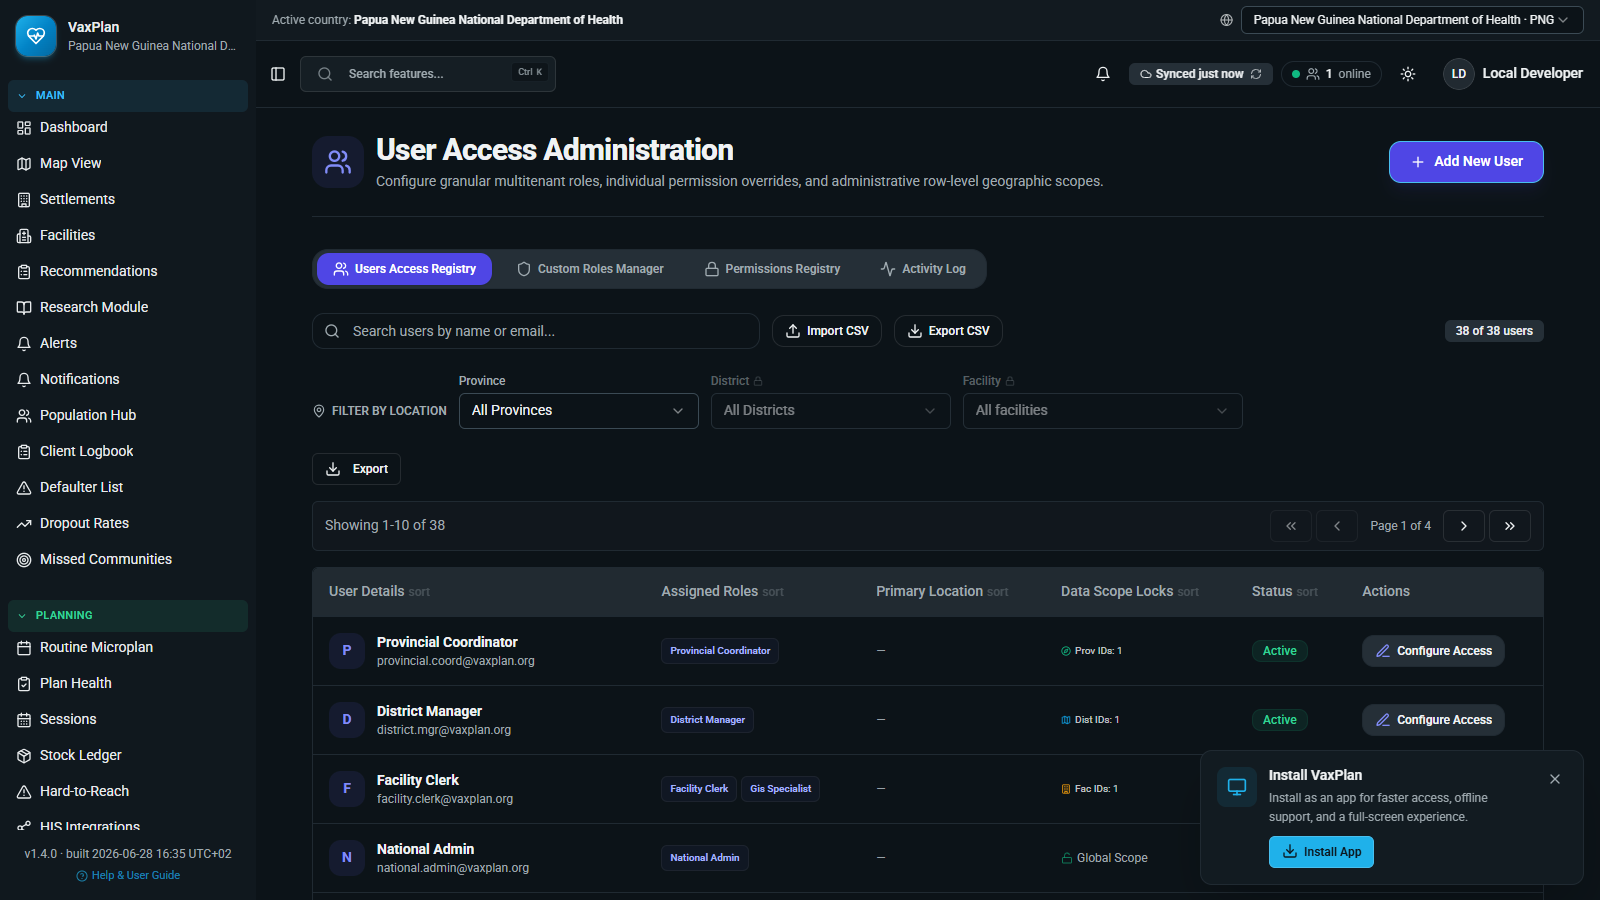 VaxPlan
Papua New Guinea National D...
Active country: Papua New Guinea National Department of Health
Papua New Guinea National Department of Health · PNG
Search features...
Ctrl K
Synced just now
1 online
LD
Local Developer
MAIN
Dashboard
Map View
Settlements
Facilities
Recommendations
Research Module
Alerts
Notifications
Population Hub
Client Logbook
Defaulter List
Dropout Rates
Missed Communities
PLANNING
Routine Microplan
Plan Health
Sessions
Stock Ledger
Hard-to-Reach
HIS Integrations
v1.4.0 · built 2026-06-28 16:35 UTC+02
Help & User Guide
User Access Administration
Configure granular multitenant roles, individual permission overrides, and administrative row-level geographic scopes.
Add New User
Users Access Registry
Custom Roles Manager
Permissions Registry
Activity Log
Search users by name or email...
Import CSV
Export CSV
38 of 38 users
FILTER BY LOCATION
Province
All Provinces
District
All Districts
Facility
All facilities
Export
Showing 1-10 of 38
Page 1 of 4
User Details sort
Assigned Roles sort
Primary Location sort
Data Scope Locks sort
Status sort
Actions
P
Provincial Coordinator
provincial.coord@vaxplan.org
Provincial Coordinator
—
Prov IDs: 1
Active
Configure Access
D
District Manager
district.mgr@vaxplan.org
District Manager
—
Dist IDs: 1
Active
Configure Access
F
Facility Clerk
facility.clerk@vaxplan.org
Facility Clerk
Gis Specialist
—
Fac IDs: 1
N
National Admin
national.admin@vaxplan.org
National Admin
—
Global Scope
Install VaxPlan
Install as an app for faster access, offline
support, and a full-screen experience.
Install App